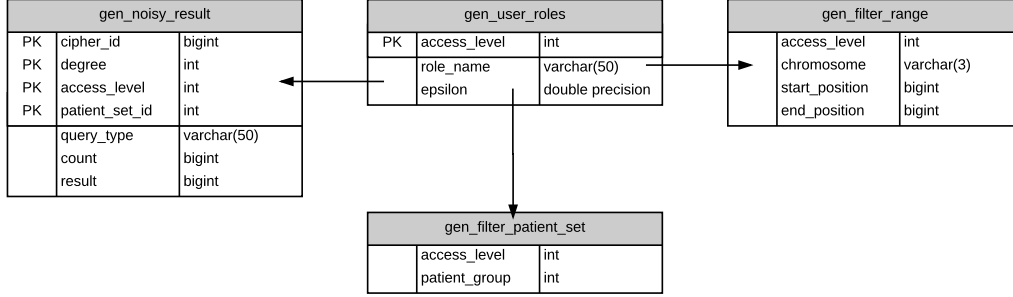 gen_noisy_result
PK cipher_id bigint
PK degree int
PK access_level int
PK patient_set_id int
query_type varchar(50)
count bigint
result bigint
gen_user_roles
PK access_level int
role_name varchar(50)
epsilon double precision
gen_filter_range
access_level int
chromosome varchar(3)
start_position bigint
end_position bigint
gen_filter_patient_set
access_level int
patient_group int